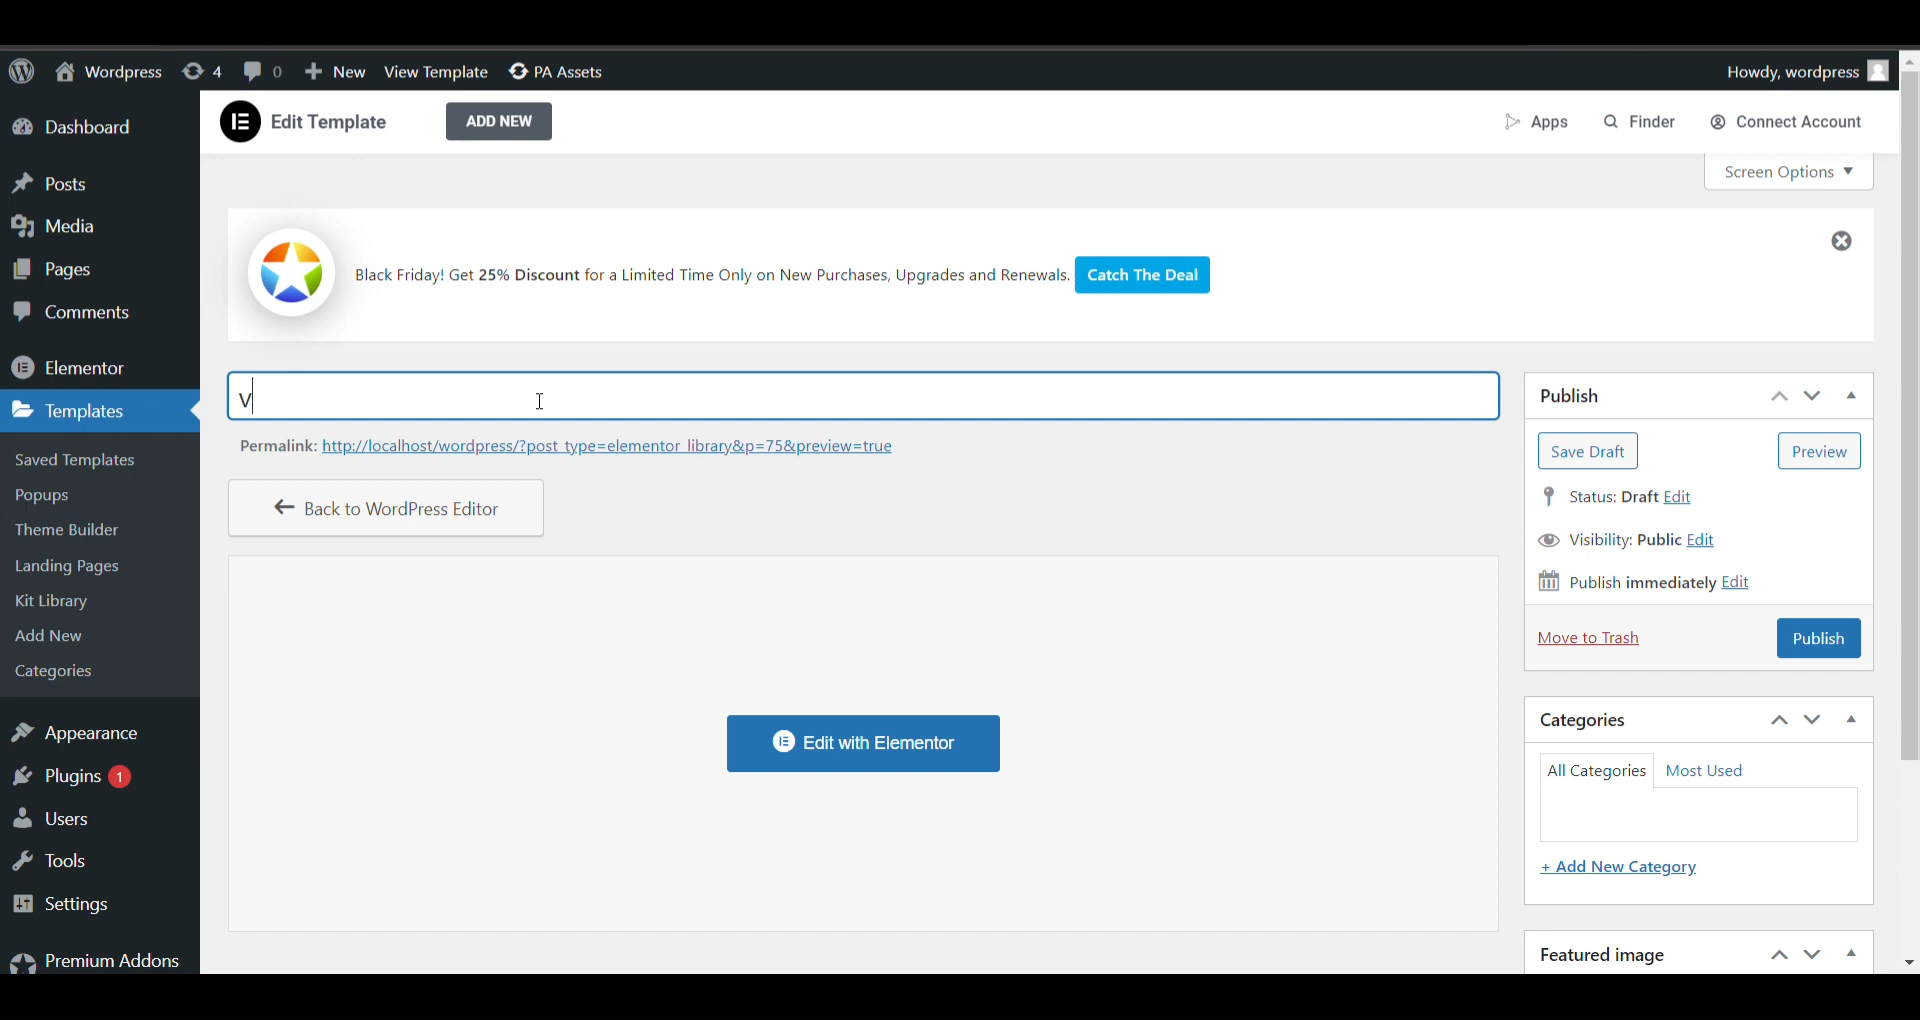 Wordpress 4 0 New View Template PA Assets Howdy, wordpress
Edit Template ADD NEW Apps Finder Connect Account
Screen Options
Dashboard
Posts
Media
Pages
Comments
Elementor
Templates
Saved Templates
Popups
Theme Builder
Landing Pages
Kit Library
Add New
Categories
Appearance
Plugins 1
Users
Tools
Settings
Premium Addons
Black Friday! Get 25% Discount for a Limited Time Only on New Purchases, Upgrades and Renewals. Catch The Deal
V
Permalink: http://localhost/wordpress/?post_type=elementor_library&p=75&preview=true
Back to WordPress Editor
Edit with Elementor
Publish
Save Draft Preview
Status: Draft Edit
Visibility: Public Edit
Publish immediately Edit
Move to Trash Publish
Categories
All Categories Most Used
+ Add New Category
Featured image